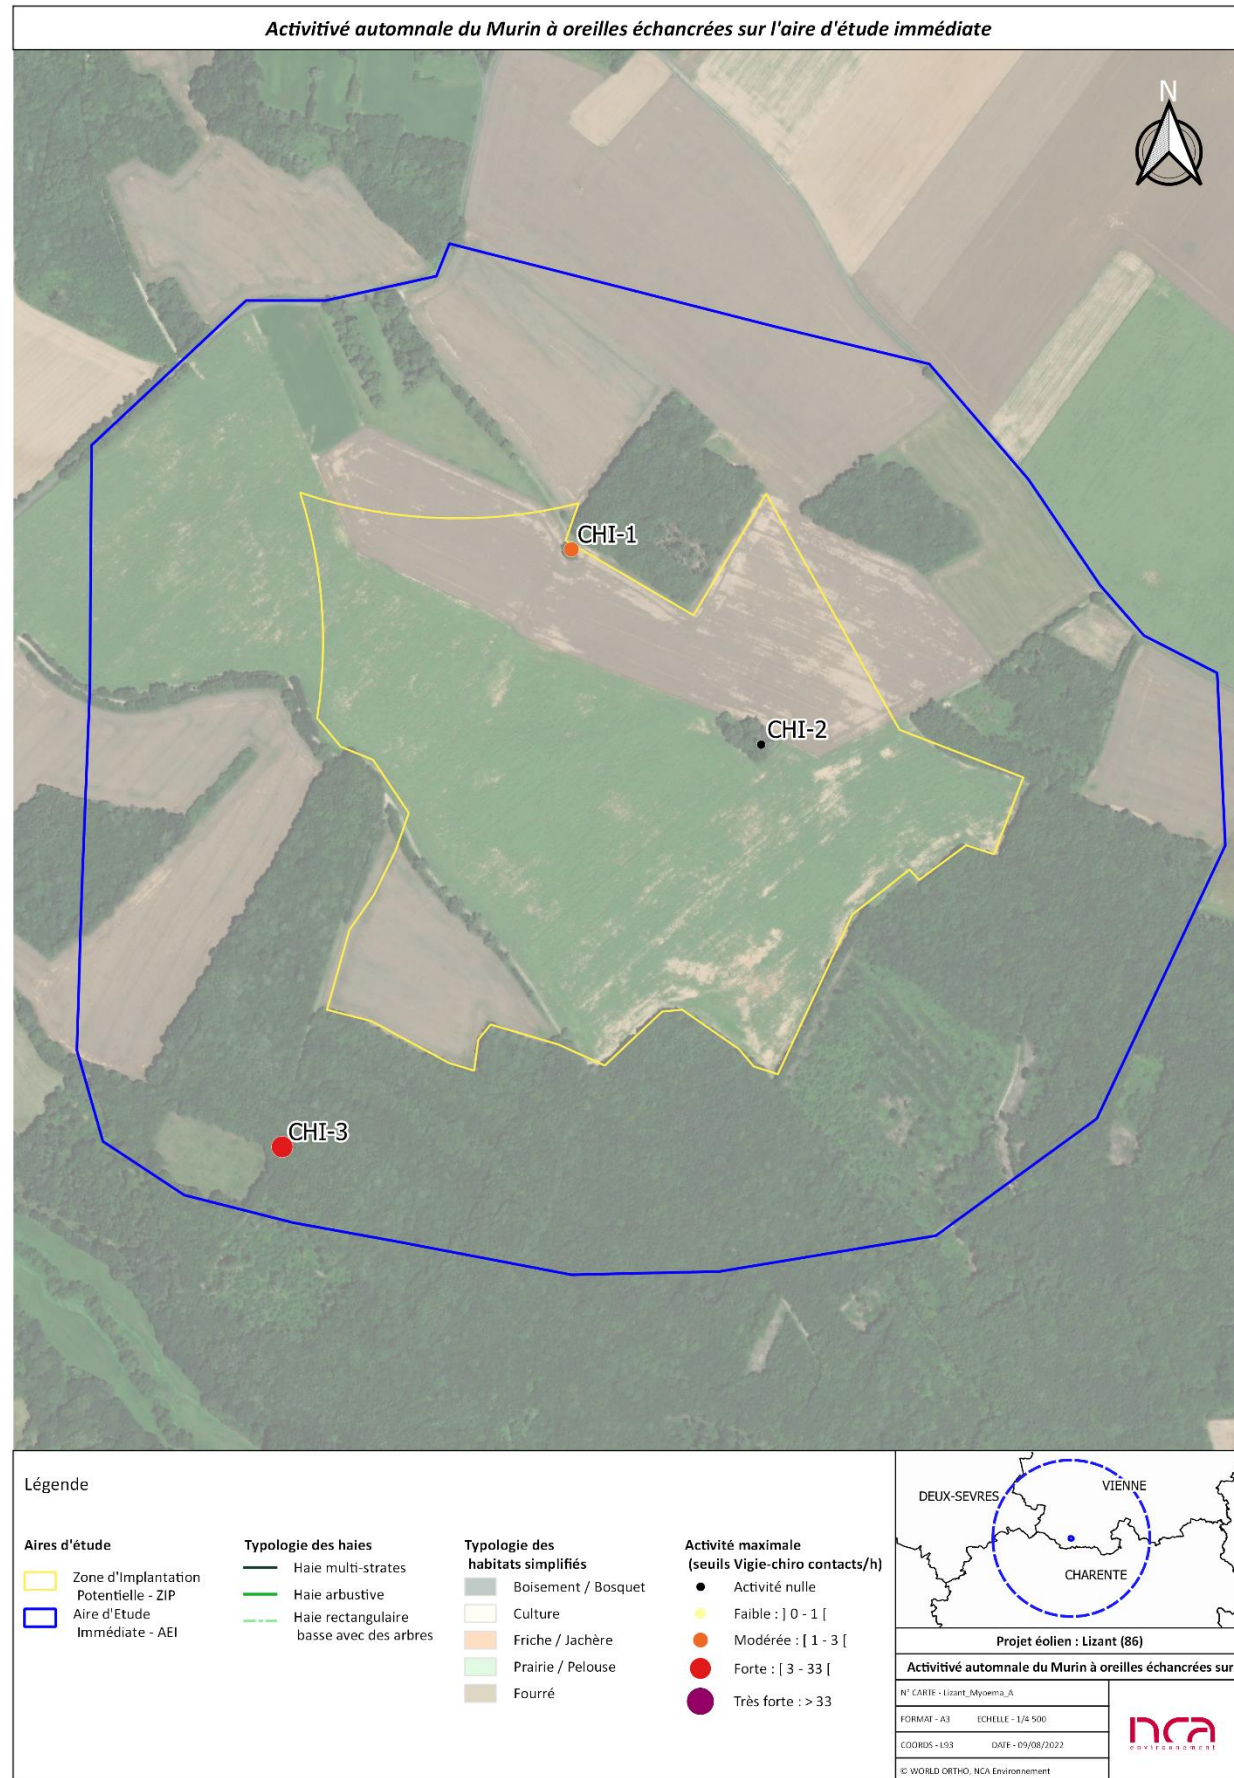 Activitivé automnale du Murin à oreilles échancrées sur l'aire d'étude immédiate
N
CHI-1
CHI-2
CHI-3
Légende
Aires d'étude
Zone d'Implantation
Potentielle - ZIP
Aire d'Etude
Immédiate - AEI
Typologie des haies
Haie multi-strates
Haie arbustive
Haie rectangulaire
basse avec des arbres
Typologie des
habitats simplifiés
Boisement / Bosquet
Culture
Friche / Jachère
Prairie / Pelouse
Fourré
Activité maximale
(seuils Vigie-chiro contacts/h)
Activité nulle
Faible : ] 0 - 1 [
Modérée : [ 1 - 3 [
Forte : [ 3 - 33 [
Très forte : > 33
DEUX-SEVRES
VIENNE
CHARENTE
Projet éolien : Lizant (86)
Activitivé automnale du Murin à oreilles échancrées sur
N° CARTE - Lizant_Myoema_A
FORMAT - A3 ECHELLE - 1/4 500
COORDS - L93 DATE - 09/08/2022
© WORLD ORTHO, NCA Environnement
nca
environnement